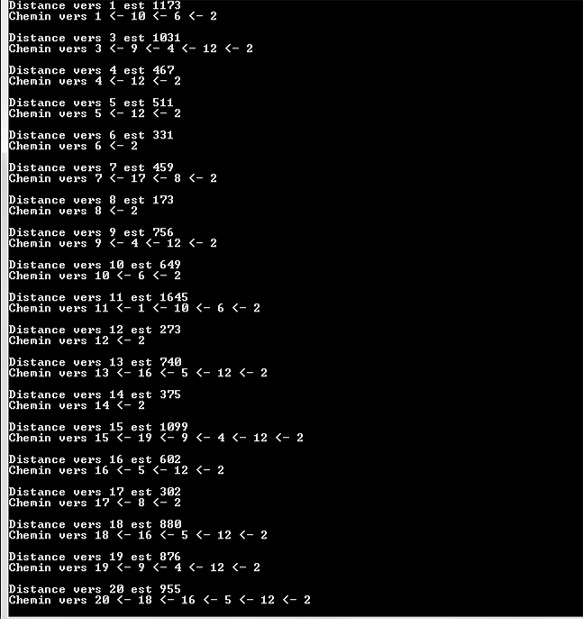 Distance vers 1 est 1173
Chemin vers 1 <- 10 <- 6 <- 2
Distance vers 3 est 1031
Chemin vers 3 <- 9 <- 4 <- 12 <- 2
Distance vers 4 est 467
Chemin vers 4 <- 12 <- 2
Distance vers 5 est 511
Chemin vers 5 <- 12 <- 2
Distance vers 6 est 331
Chemin vers 6 <- 2
Distance vers 7 est 459
Chemin vers 7 <- 17 <- 8 <- 2
Distance vers 8 est 173
Chemin vers 8 <- 2
Distance vers 9 est 756
Chemin vers 9 <- 4 <- 12 <- 2
Distance vers 10 est 649
Chemin vers 10 <- 6 <- 2
Distance vers 11 est 1645
Chemin vers 11 <- 1 <- 10 <- 6 <- 2
Distance vers 12 est 273
Chemin vers 12 <- 2
Distance vers 13 est 740
Chemin vers 13 <- 16 <- 5 <- 12 <- 2
Distance vers 14 est 375
Chemin vers 14 <- 2
Distance vers 15 est 1099
Chemin vers 15 <- 19 <- 9 <- 4 <- 12 <- 2
Distance vers 16 est 602
Chemin vers 16 <- 5 <- 12 <- 2
Distance vers 17 est 302
Chemin vers 17 <- 8 <- 2
Distance vers 18 est 880
Chemin vers 18 <- 16 <- 5 <- 12 <- 2
Distance vers 19 est 876
Chemin vers 19 <- 9 <- 4 <- 12 <- 2
Distance vers 20 est 955
Chemin vers 20 <- 18 <- 16 <- 5 <- 12 <- 2